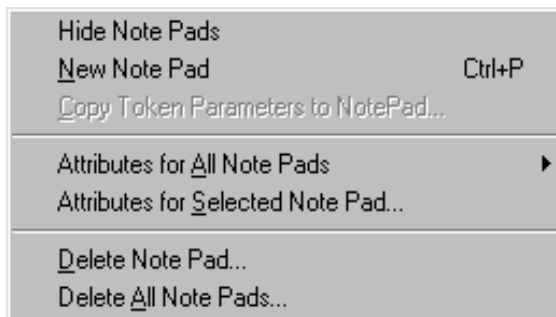 Hide Note Pads
New Note Pad Ctrl+P
Copy Token Parameters to NotePad...
Attributes for All Note Pads
Attributes for Selected Note Pad...
Delete Note Pad...
Delete All Note Pads...